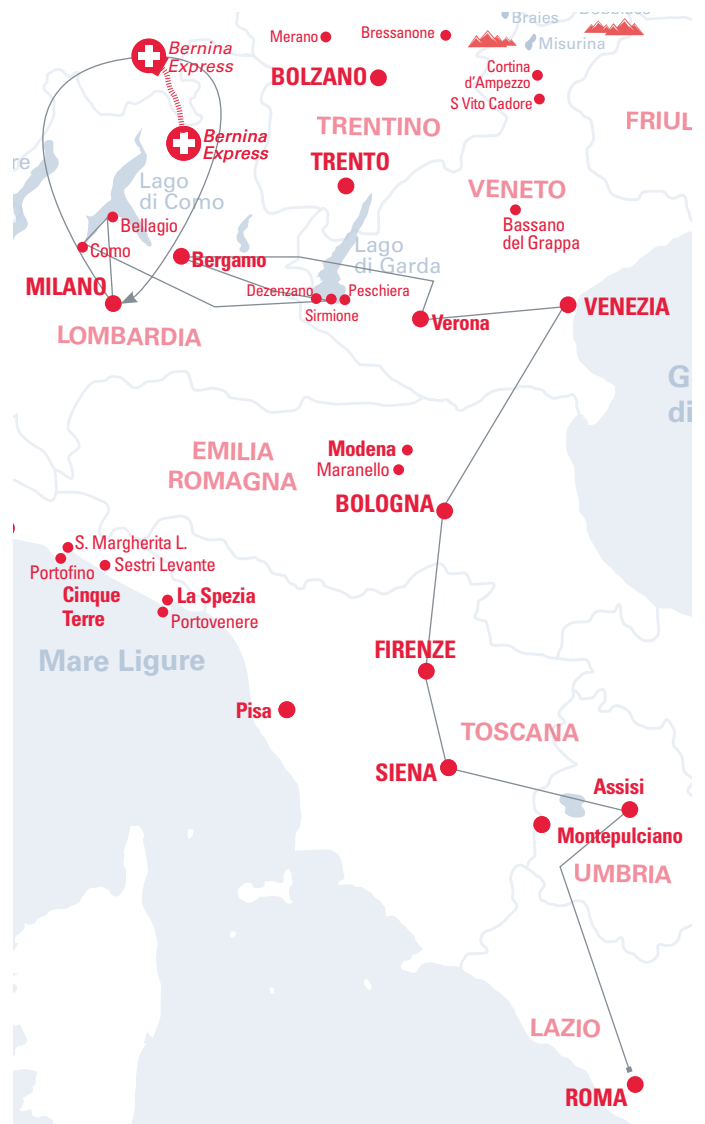 Braies
Misurina
Merano
Bressanone
Bernina
Express
BOLZANO
Cortina
d'Ampezzo
S Vito Cadore
TRENTINO
FRIUL
Bernina
Express
re
TRENTO
Lago
di Como
VENETO
Bellagio
Bassano
del Grappa
Como
Bergamo
Lago
di Garda
MILANO
Dezenzano
Peschiera
Sirmione
VENEZIA
Verona
LOMBARDIA
G
di
EMILIA
ROMAGNA
Modena
Maranello
BOLOGNA
S. Margherita L.
Portofino
Sestri Levante
Cinque
Terre
La Spezia
Portovenere
Mare Ligure
FIRENZE
Pisa
TOSCANA
SIENA
Assisi
Montepulciano
UMBRIA
LAZIO
ROMA